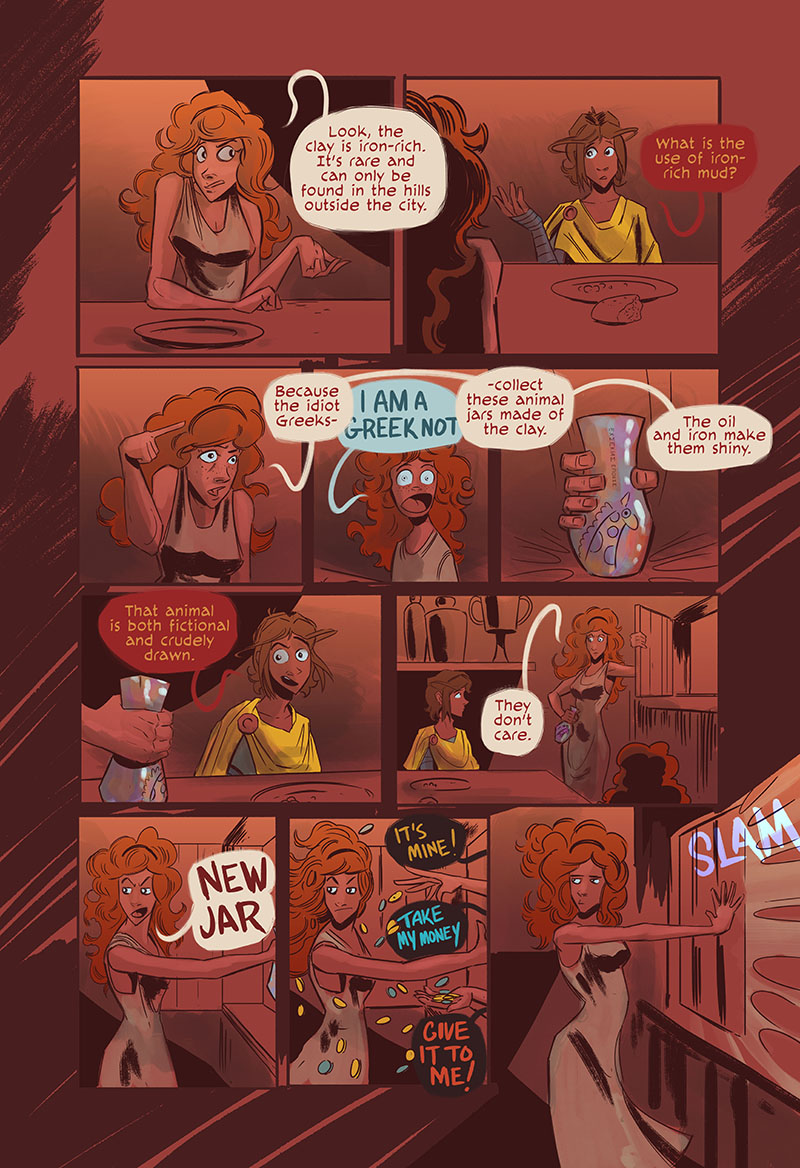 Look, the
clay is iron-rich.
It's rare and
can only be
found in the hills
outside the city.
What is the
use of iron-
rich mud?
Because
the idiot
Greeks-
I AM A
GREEK NOT
-collect
these animal
jars made of
the clay.
The oil
and iron make
them shiny.
That animal
is both fictional
and crudely
drawn.
They
don't
care.
NEW
JAR
IT'S
MINE!
TAKE
MY MONEY
GIVE
IT TO
ME!
SLAM